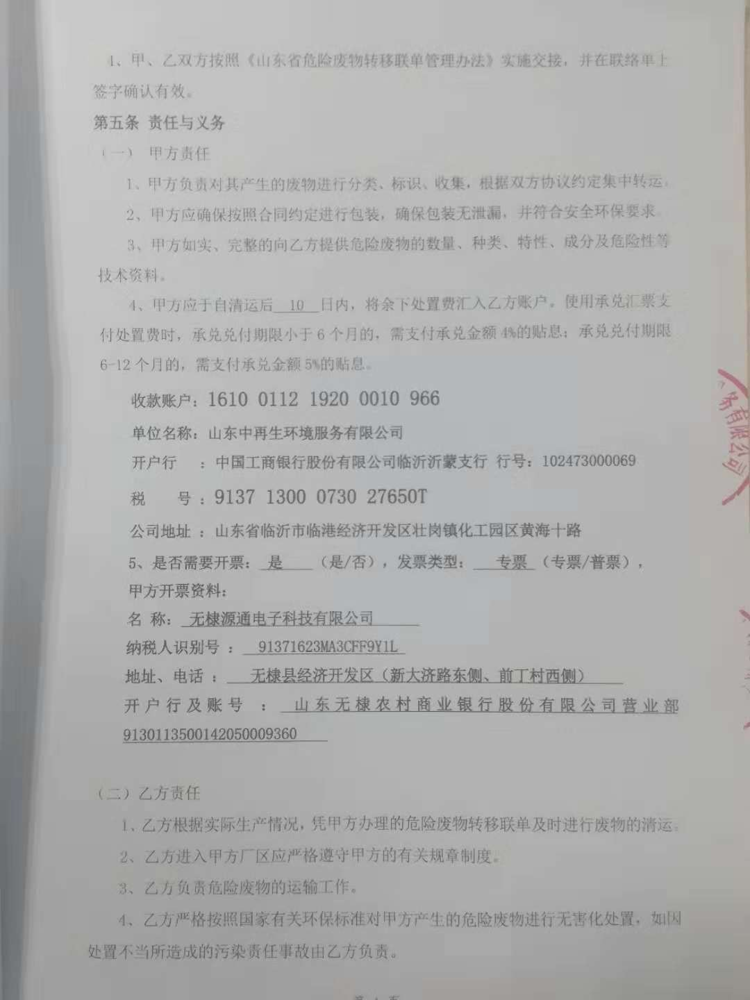 4、甲、乙双方按照《山东省危险废物转移联单管理办法》实施交接，并在联络单上
签字确认有效。
第五条 责任与义务
（一） 甲方责任
1、甲方负责对其产生的废物进行分类、标识、收集，根据双方协议约定集中转运。
2、甲方应确保按照合同约定进行包装，确保包装无泄漏，并符合安全环保要求。
3、甲方如实、完整的向乙方提供危险废物的数量、种类、特性、成分及危险性等
技术资料。
4、甲方应于自清运后 10 日内，将余下处置费汇入乙方账户。使用承兑汇票支
付处置费时，承兑兑付期限小于6个月的，需支付承兑金额4%的贴息；承兑兑付期限
6-12个月的，需支付承兑金额5%的贴息。
收款账户：1610 0112 1920 0010 966
单位名称：山东中再生环境服务有限公司
开户行 ：中国工商银行股份有限公司临沂沂蒙支行 行号：102473000069
税 号：9137 1300 0730 27650T
公司地址 ：山东省临沂市临港经济开发区壮岗镇化工园区黄海十路
5、是否需要开票： 是 （是/否），发票类型： 专票 （专票/普票），
甲方开票资料：
名 称： 无棣源通电子科技有限公司
纳税人识别号 ： 91371623MA3CFF9Y1L
地址、电话 ： 无棣县经济开发区（新大济路东侧、前丁村西侧）
开户行及账号 ： 山东无棣农村商业银行股份有限公司营业部
9130113500142050009360
（二）乙方责任
1、乙方根据实际生产情况，凭甲方办理的危险废物转移联单及时进行废物的清运。
2、乙方进入甲方厂区应严格遵守甲方的有关规章制度。
3、乙方负责危险废物的运输工作。
4、乙方严格按照国家有关环保标准对甲方产生的危险废物进行无害化处置，如因
处置不当所造成的污染责任事故由乙方负责。
务有限公司